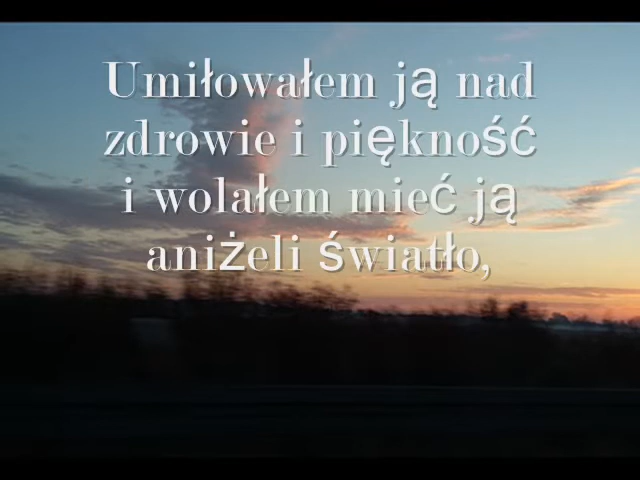 Umiłowałem ją nad
zdrowie i piękność
i wolałem mieć ją
aniżeli światło,